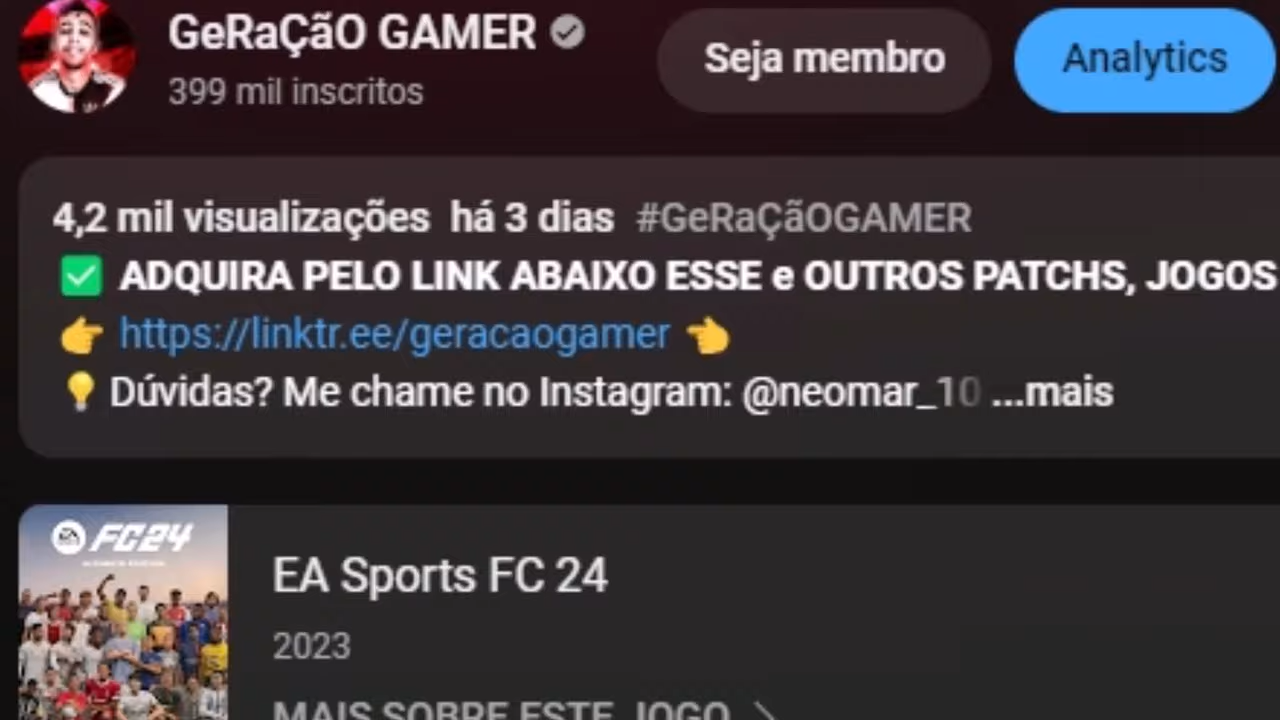 GeRaÇãO GAMER
399 mil inscritos
Seja membro
Analytics
4,2 mil visualizações há 3 dias #GeRaÇãOGAMER
✅ ADQUIRA PELO LINK ABAIXO ESSE e OUTROS PATCHS, JOGOS
👉 https://linktr.ee/geracaogamer 👈
💡 Dúvidas? Me chame no Instagram: @neomar_10 ...mais
EA FC24
EA Sports FC 24
2023
MAIS SOBRE ESTE JOGO